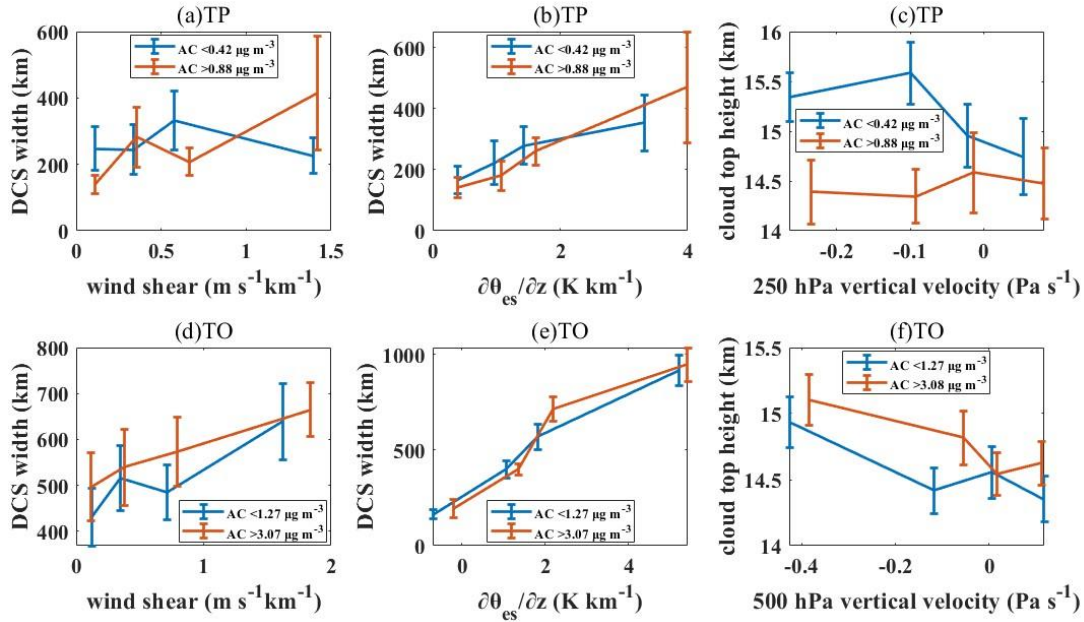 (a)TP
600
400
200
0
DCS width (km)
0 0.5 1 1.5
wind shear (m s⁻¹km⁻¹)
AC <0.42 μg m⁻³
AC >0.88 μg m⁻³
(b)TP
600
400
200
0
DCS width (km)
0 2 4
∂θes/∂z (K km⁻¹)
AC <0.42 μg m⁻³
AC >0.88 μg m⁻³
(c)TP
16
15.5
15
14.5
14
cloud top height (km)
-0.2 -0.1 0
250 hPa vertical velocity (Pa s⁻¹)
AC <0.42 μg m⁻³
AC >0.88 μg m⁻³
(d)TO
800
700
600
500
400
DCS width (km)
0 1 2
wind shear (m s⁻¹km⁻¹)
AC <1.27 μg m⁻³
AC >3.07 μg m⁻³
(e)TO
1000
500
0
DCS width (km)
0 2 4
∂θes/∂z (K km⁻¹)
AC <1.27 μg m⁻³
AC >3.07 μg m⁻³
(f)TO
15.5
15
14.5
14
cloud top height (km)
-0.4 -0.2 0
500 hPa vertical velocity (Pa s⁻¹)
AC <1.27 μg m⁻³
AC >3.08 μg m⁻³